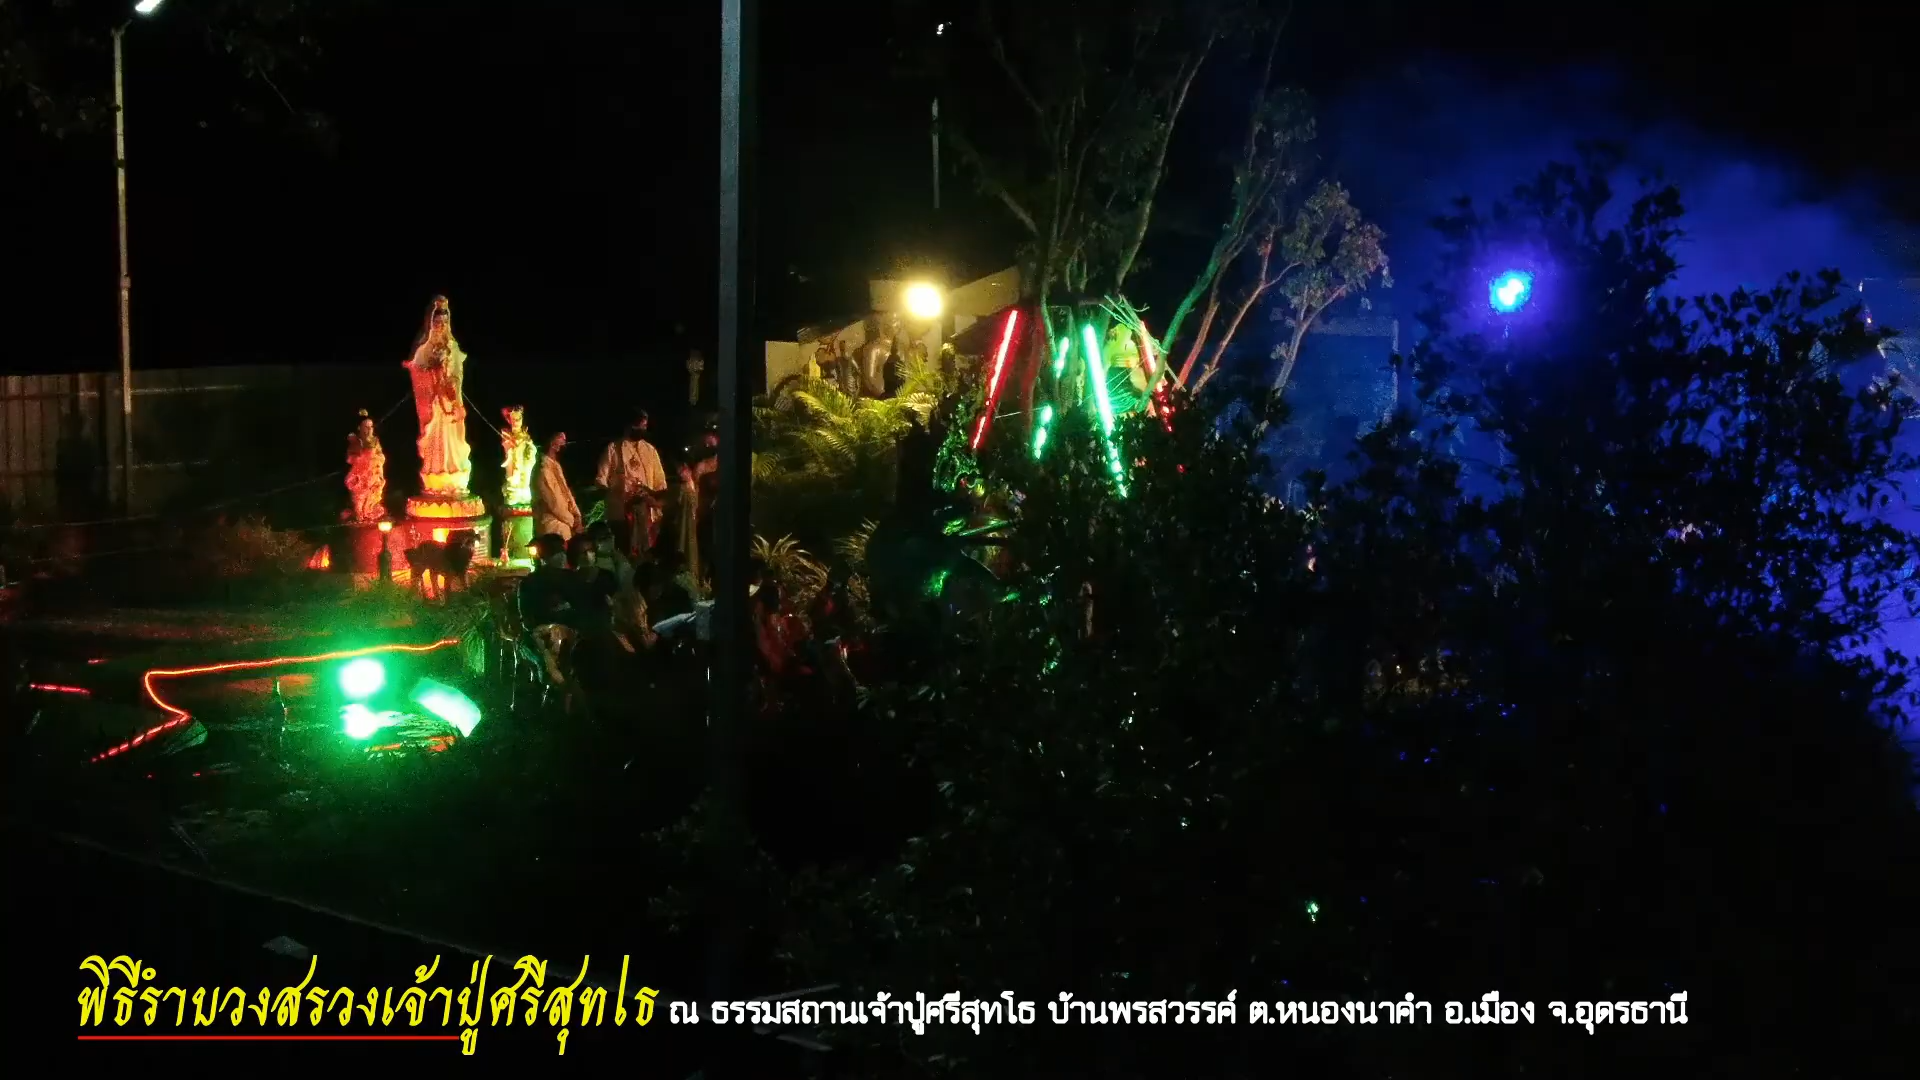 พิธีรำบวงสรวงเจ้าปู่ศรีสุทโธ ณ ธรรมสถานเจ้าปู่ศรีสุทโธ บ้านพรสวรรค์ ต.หนองนาคำ อ.เมือง จ.อุดรธานี